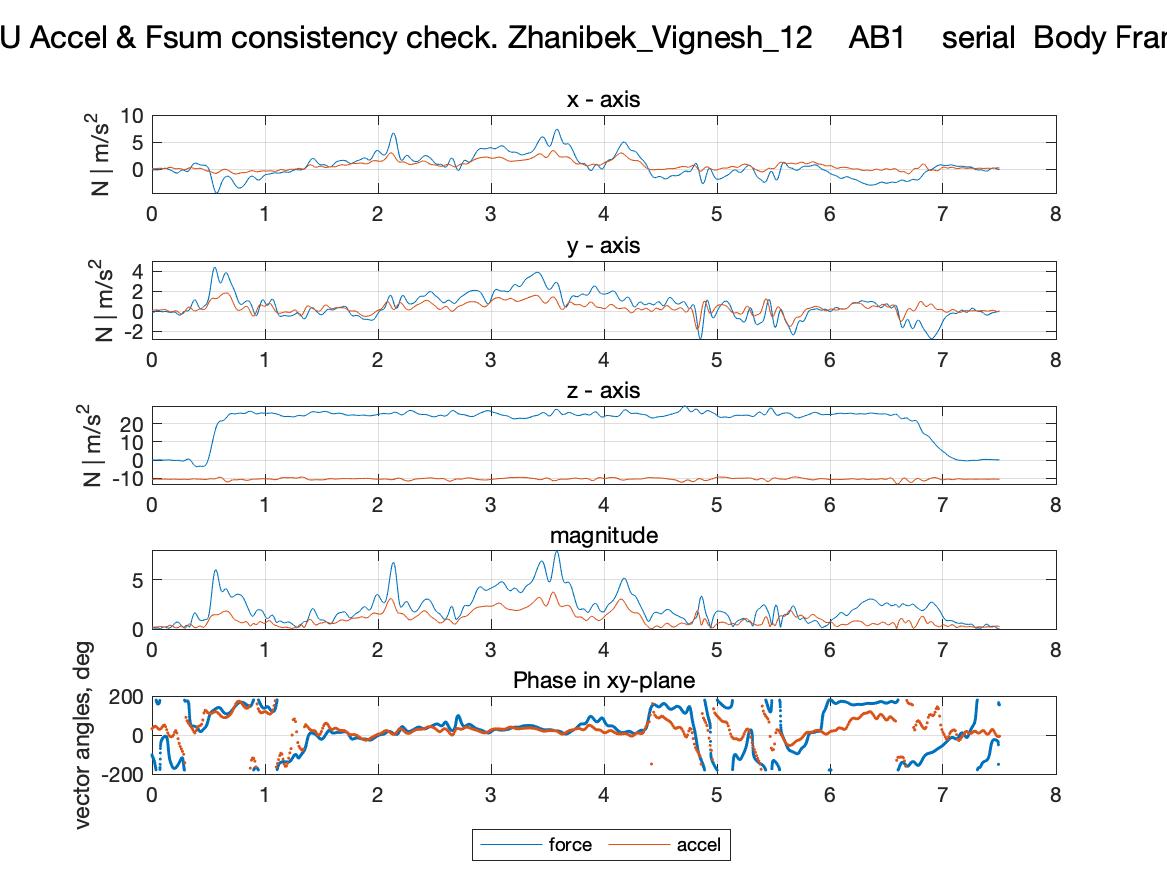 U Accel & Fsum consistency check. Zhanibek_Vignesh_12 AB1 serial Body Frar
x - axis
N | m/s²
10
5
0
0 1 2 3 4 5 6 7 8
y - axis
N | m/s²
4
2
0
-2
0 1 2 3 4 5 6 7 8
z - axis
N | m/s²
20
10
0
-10
0 1 2 3 4 5 6 7 8
magnitude
5
0
0 1 2 3 4 5 6 7 8
Phase in xy-plane
vector angles, deg
200
0
-200
0 1 2 3 4 5 6 7 8
force accel